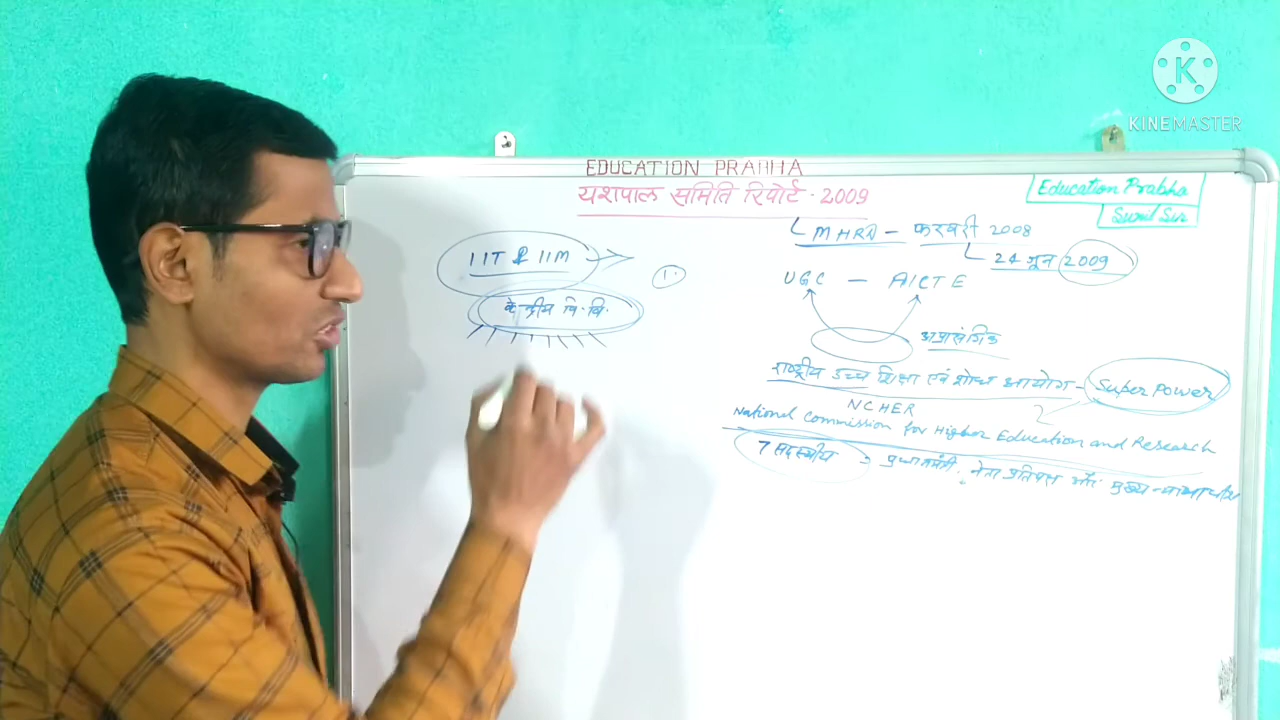 KINEMASTER
EDUCATION PRABHA
यशपाल समिति रिपोर्ट - 2009
Education Prabha
Sunil Sir
MHRD - फरवरी 2008
24 जून 2009
IIT & IIM
1.
केन्द्रीय वि. वि.
UGC - AICTE
अप्रासंगिक
राष्ट्रीय उच्च शिक्षा एवं शोध आयोग - Super Power
NCHER
National Commission for Higher Education and Research
7 सदस्यीय प्रधानमंत्री, नेता प्रतिपक्ष और मुख्य-न्यायाधीश